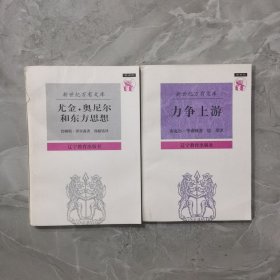 新世纪万有文库
尤金·奥尼尔
和东方思想
辽宁教育出版社
新世纪万有文库
力争上游
辽宁教育出版社